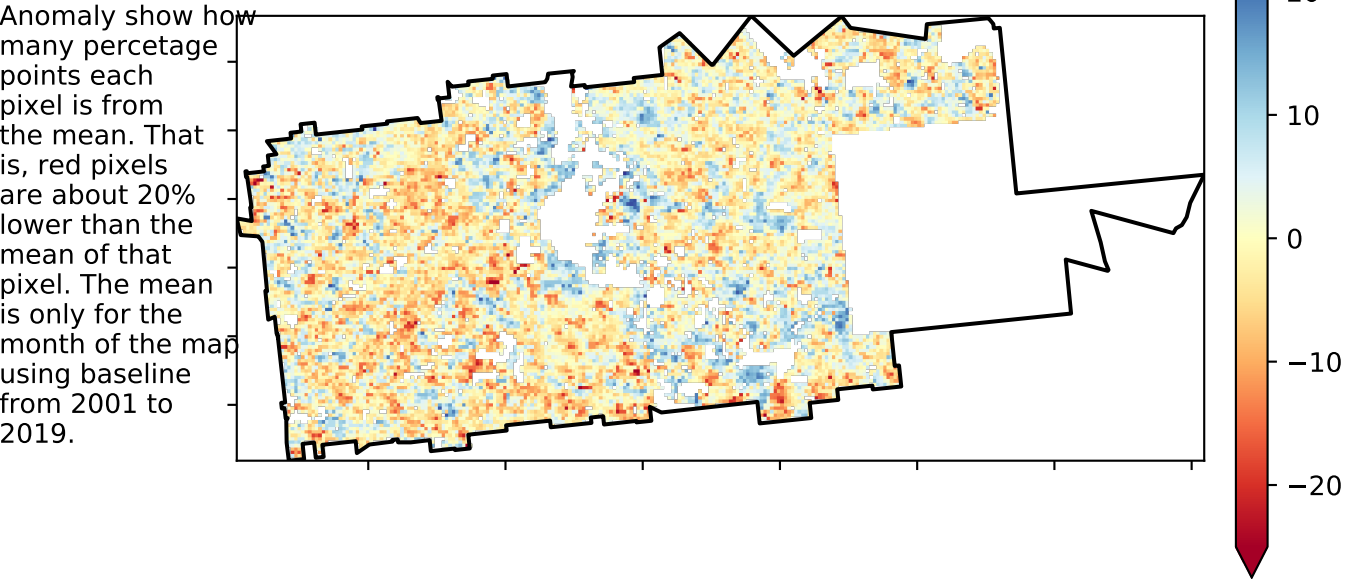 Anomaly show how
many percetage
points each
pixel is from
the mean. That
is, red pixels
are about 20%
lower than the
mean of that
pixel. The mean
is only for the
month of the map
using baseline
from 2001 to
2019.
10
0
−10
−20